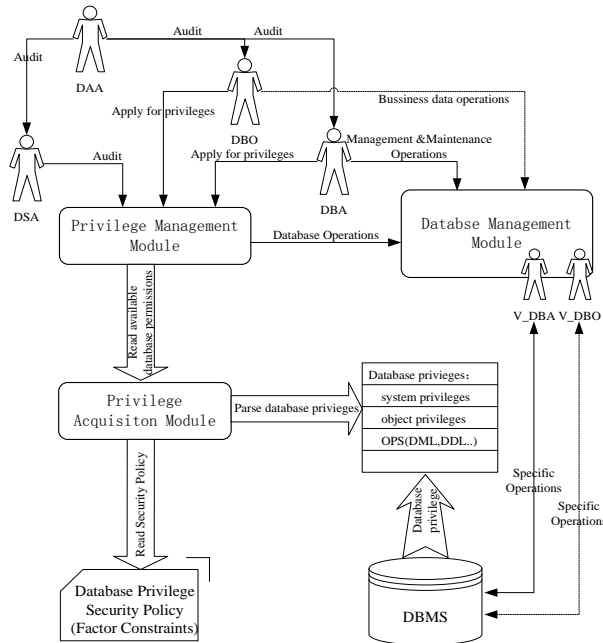 Audit
Audit
Audit
DAA
DBO
Bussiness data operations
Apply for privileges
Management &Maintenance
Operations
Apply for privileges
Audit
DSA
DBA
Privilege Management
Module
Database Operations
Databse Management
Module
V_DBA
V_DBO
Read available
database permissions
Privilege
Acquisiton Module
Parse database privieges
Database privieges:
system privileges
object privileges
OPS(DML,DDL..)
Specific
Operations
Specific
Operations
Read Security Policy
Database
privilege
Database Privilege
Security Policy
(Factor Constraints)
DBMS